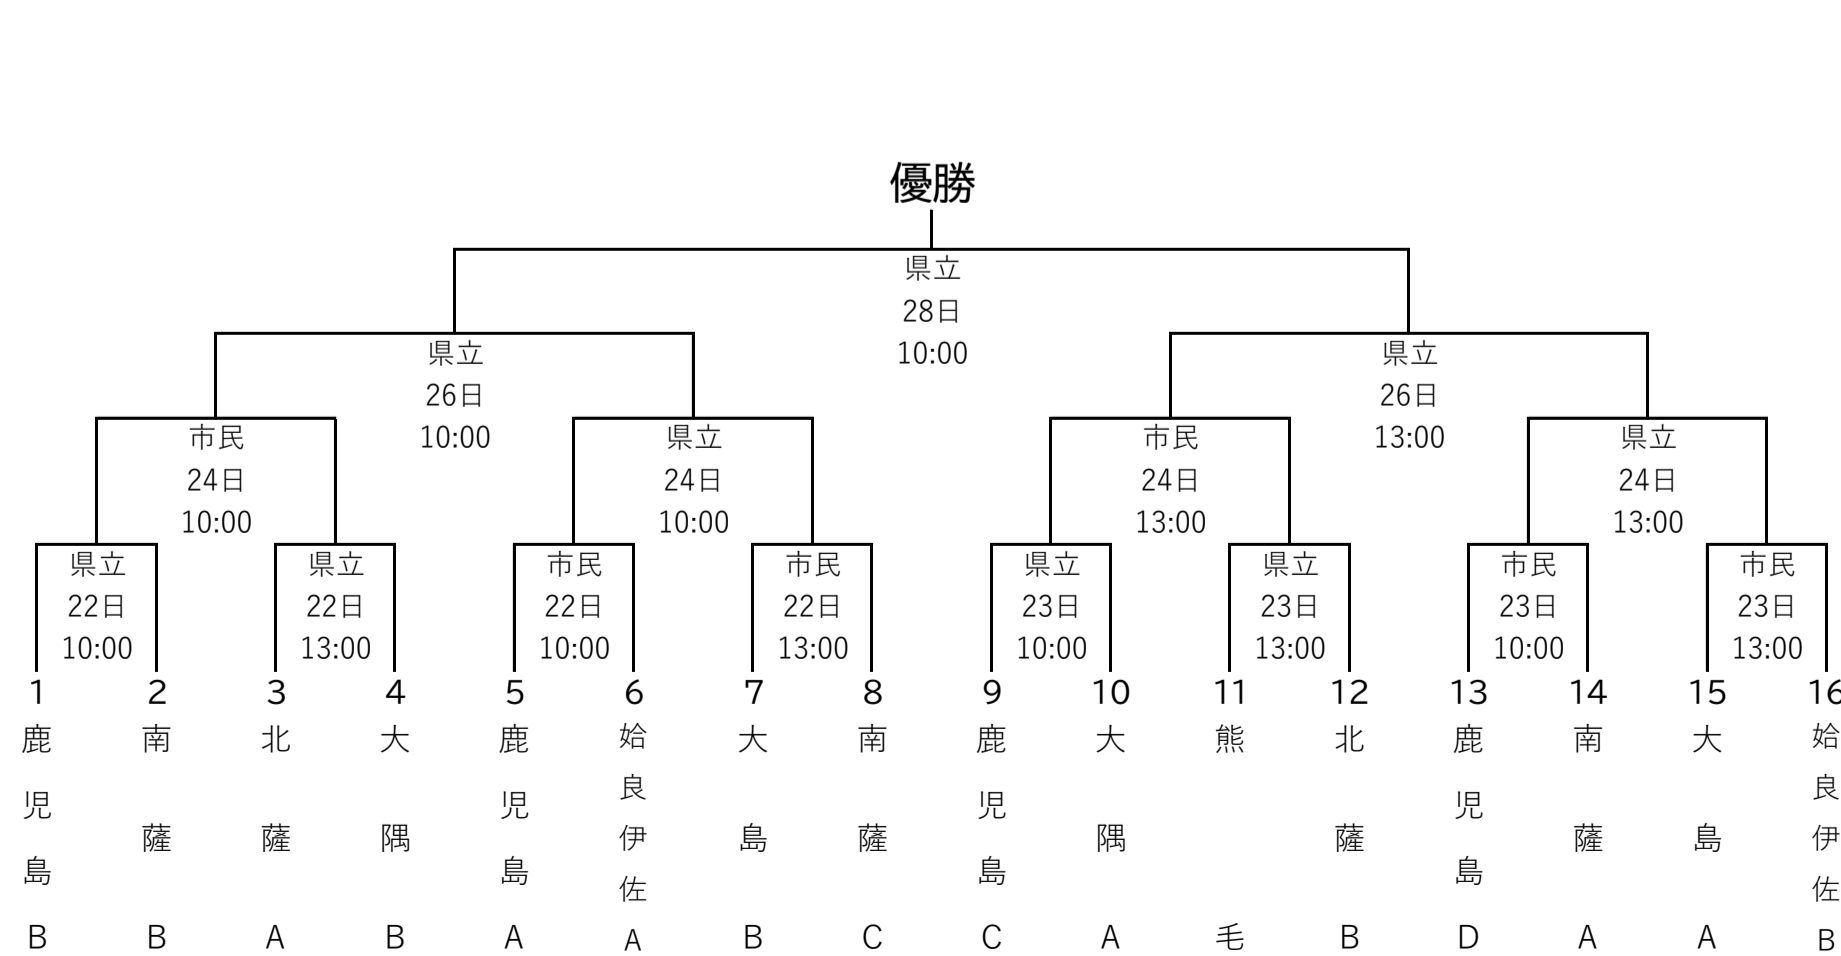 優勝
県立
28日
10:00
県立
26日
10:00
県立
26日
13:00
市民
24日
10:00
県立
24日
10:00
市民
24日
13:00
県立
24日
13:00
県立
22日
10:00
県立
22日
13:00
市民
22日
10:00
市民
22日
13:00
県立
23日
10:00
県立
23日
13:00
市民
23日
10:00
市民
23日
13:00
1 2 3 4 5 6 7 8 9 10 11 12 13 14 15 16
鹿児島B
南薩B
北薩A
大隅B
鹿児島A
姶良伊佐A
大島B
南薩C
鹿児島C
大隅A
熊毛
北薩B
鹿児島D
南薩A
大島A
姶良伊佐B